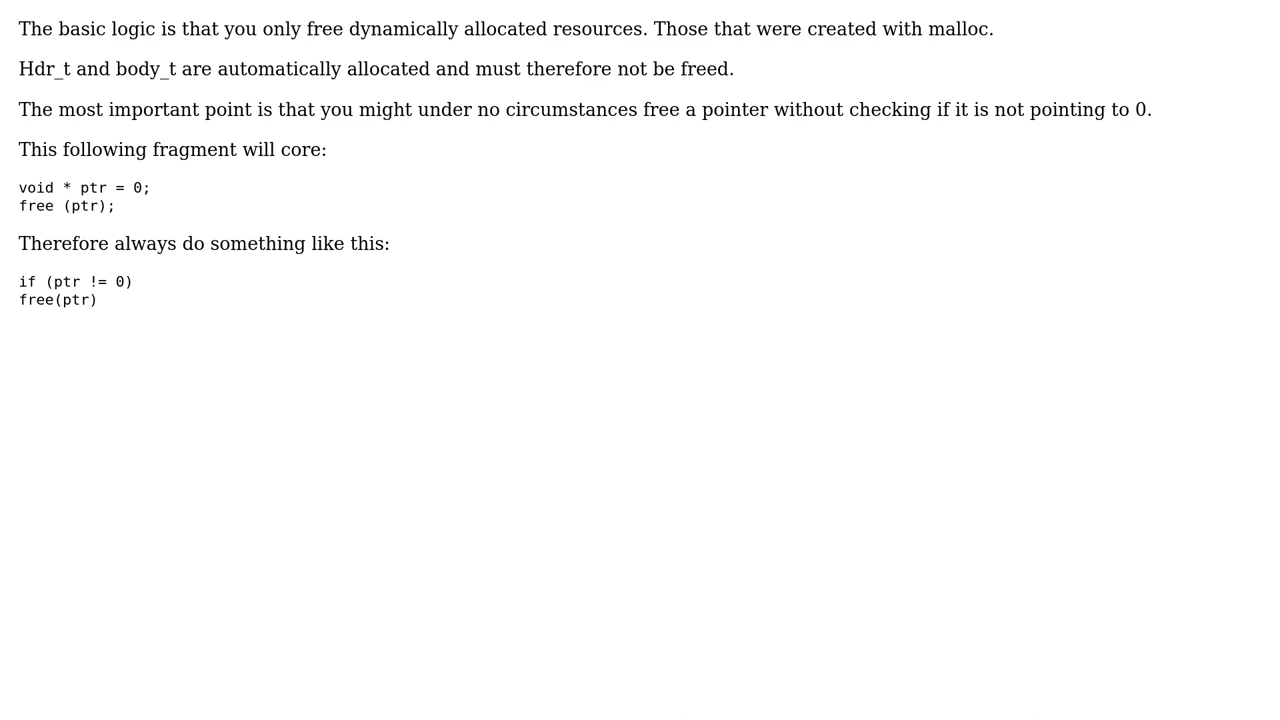 The basic logic is that you only free dynamically allocated resources. Those that were created with malloc.
Hdr_t and body_t are automatically allocated and must therefore not be freed.
The most important point is that you might under no circumstances free a pointer without checking if it is not pointing to 0.
This following fragment will core:
void * ptr = 0;
free (ptr);
Therefore always do something like this:
if (ptr != 0)
free(ptr)